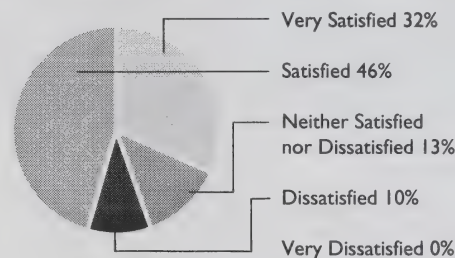 Very Satisfied 32%
Satisfied 46%
Neither Satisfied
nor Dissatisfied 13%
Dissatisfied 10%
Very Dissatisfied 0%